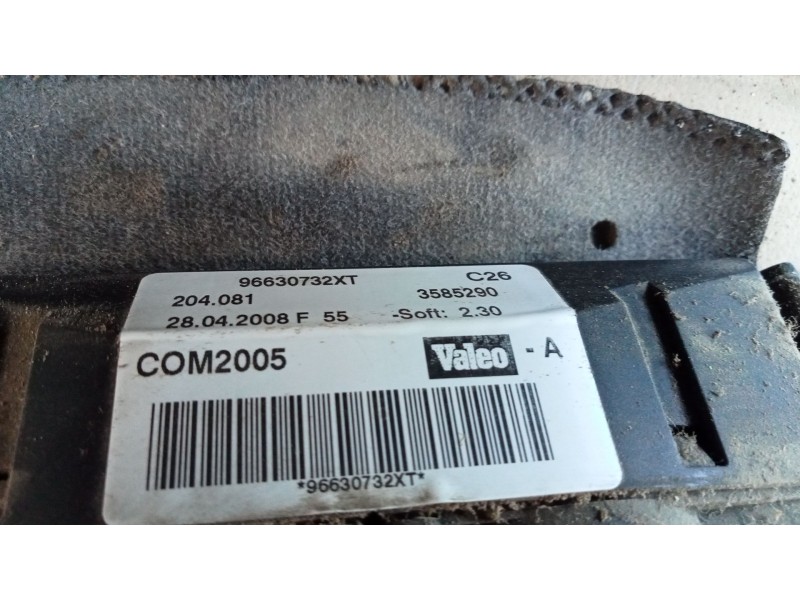 96630732XT C26
204.081 3585290
28.04.2008 F 55 -Soft: 2.30
COM2005 Valeo - A
*96630732XT*